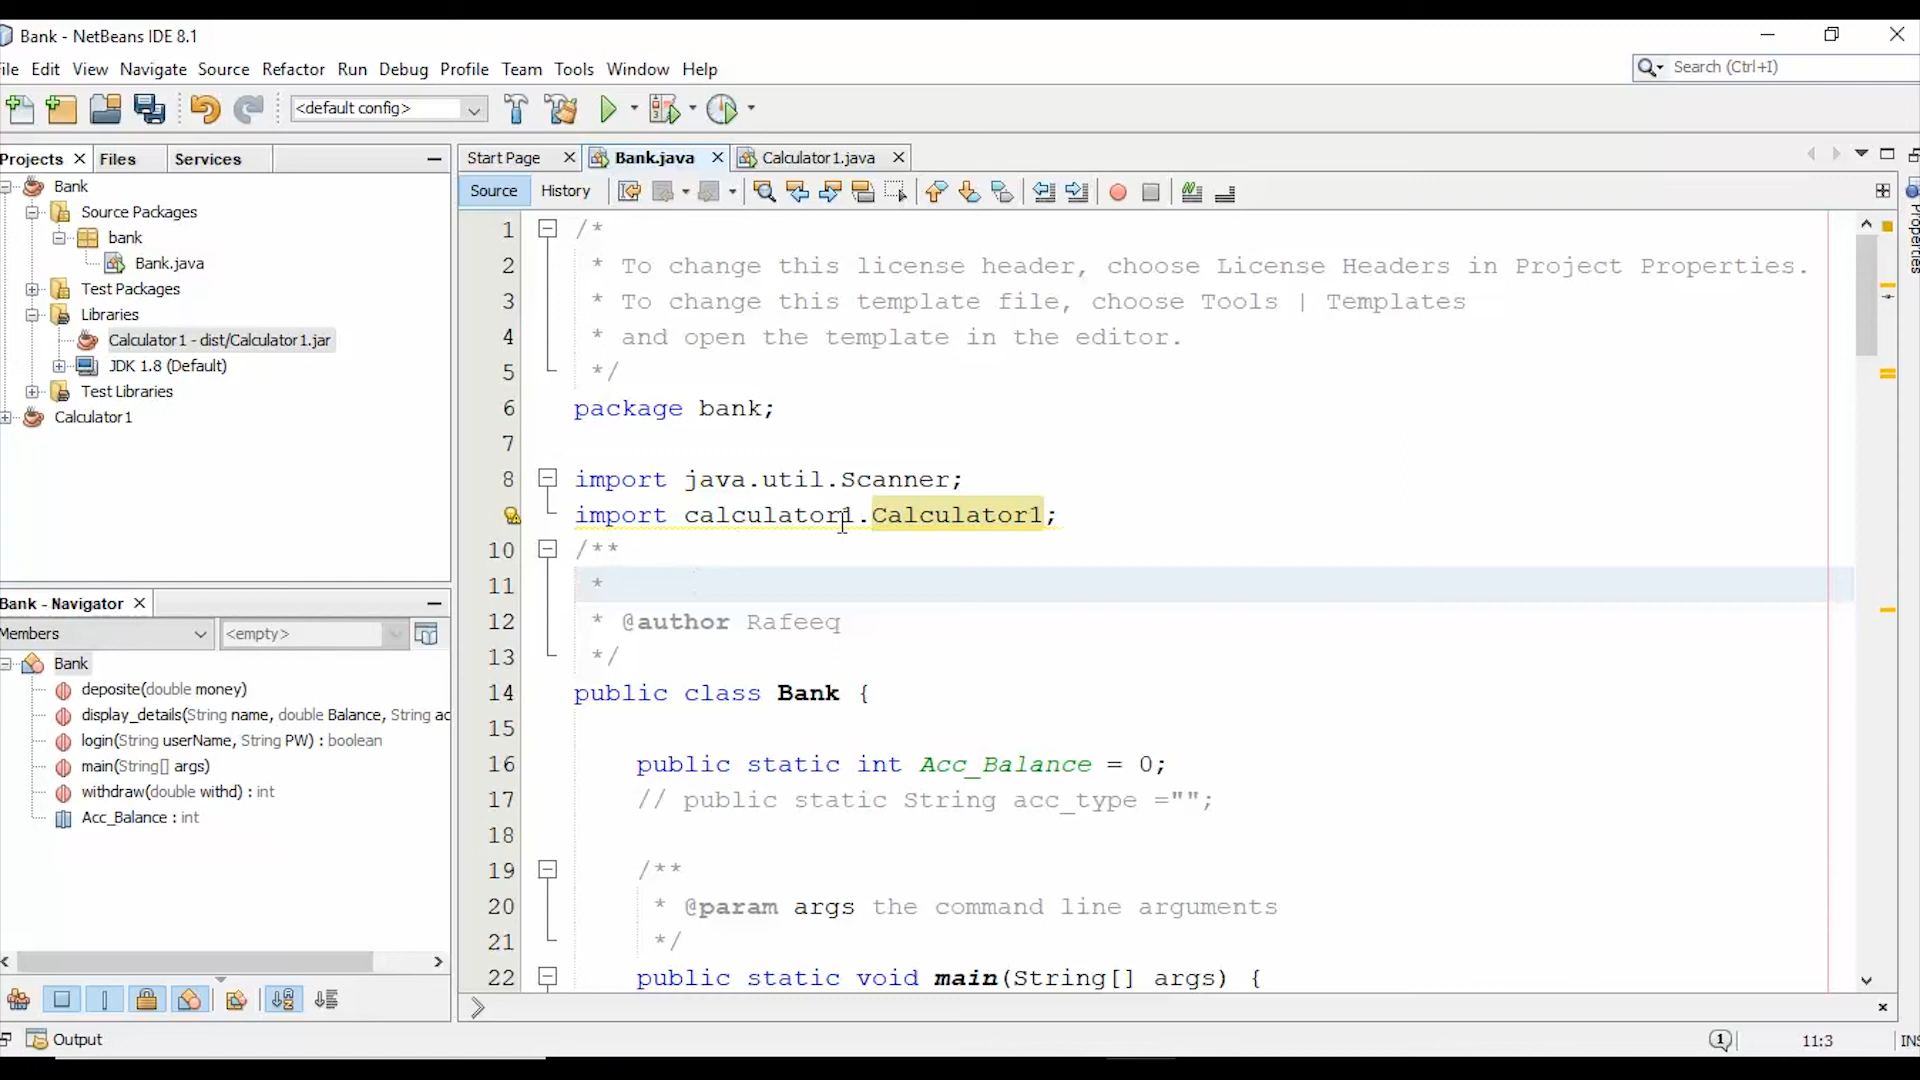 Bank - NetBeans IDE 8.1
ile Edit View Navigate Source Refactor Run Debug Profile Team Tools Window Help
Search (Ctrl+I)
<default config>
Projects Files Services
Start Page Bank.java Calculator1.java
Source History
Bank
Source Packages
bank
Bank.java
Test Packages
Libraries
Calculator1 - dist/Calculator1.jar
JDK 1.8 (Default)
Test Libraries
Calculator1
Bank - Navigator
Members <empty>
Bank
deposite(double money)
display_details(String name, double Balance, String ac
login(String userName, String PW) : boolean
main(String[] args)
withdraw(double withd) : int
Acc_Balance : int
1 /*
2 * To change this license header, choose License Headers in Project Properties.
3 * To change this template file, choose Tools | Templates
4 * and open the template in the editor.
5 */
6 package bank;
7
8 import java.util.Scanner;
import calculator1.Calculator1;
10 /**
11 *
12 * @author Rafeeq
13 */
14 public class Bank {
15
16 public static int Acc_Balance = 0;
17 // public static String acc_type ="";
18
19 /**
20 * @param args the command line arguments
21 */
22 public static void main(String[] args) {
Properties
Output
1
11:3
INS